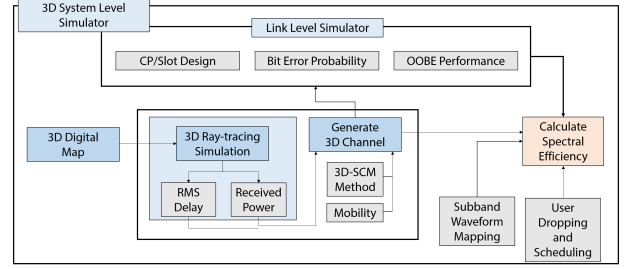 3D System Level
Simulator
Link Level Simulator
CP/Slot Design
Bit Error Probability
OOBE Performance
3D Digital
Map
3D Ray-tracing
Simulation
RMS
Delay
Received
Power
Generate
3D Channel
3D-SCM
Method
Mobility
Calculate
Spectral
Efficiency
Subband
Waveform
Mapping
User
Dropping
and
Scheduling